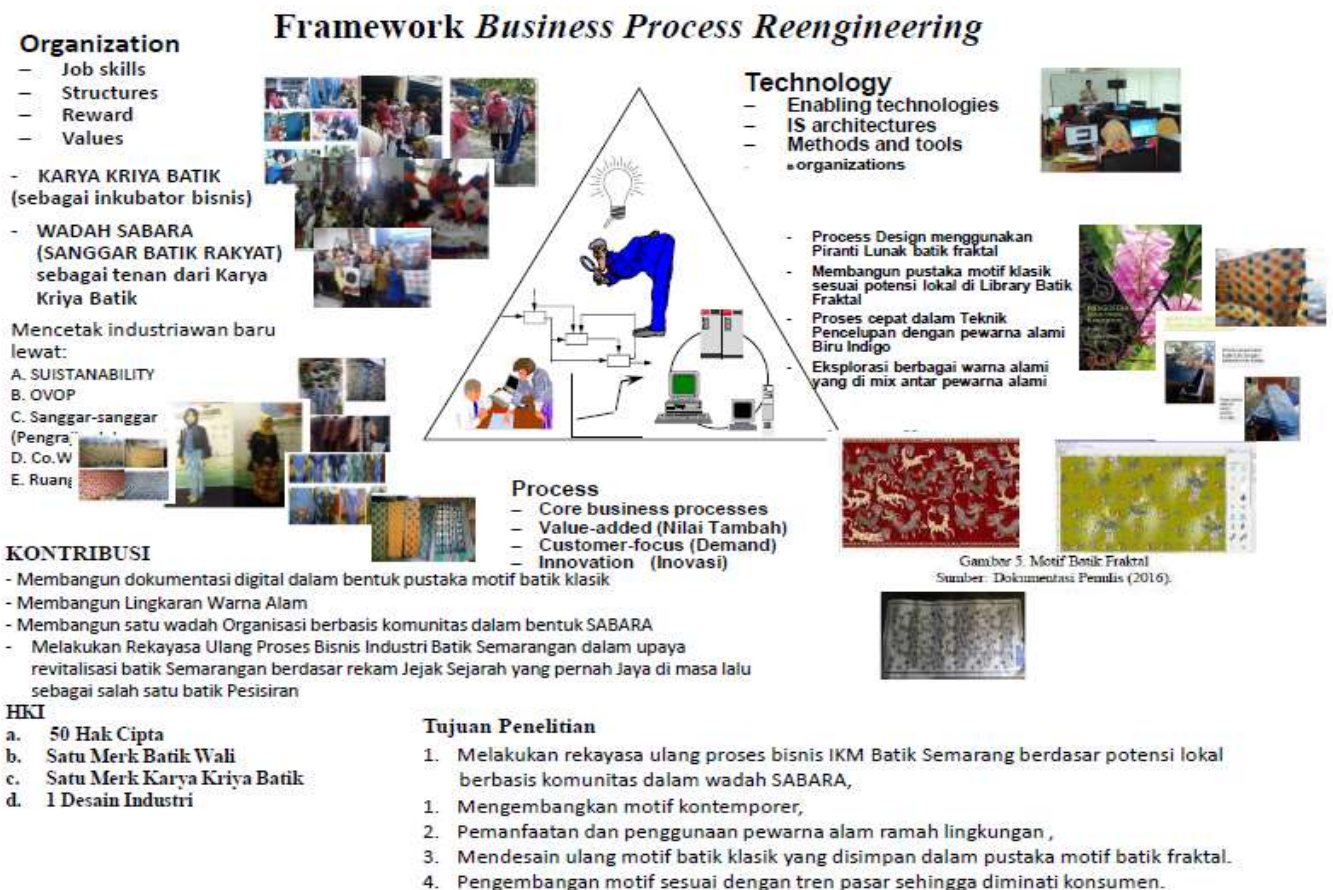 Framework Business Process Reengineering
Organization
– Job skills
– Structures
– Reward
– Values
- KARYA KRIYA BATIK
(sebagai inkubator bisnis)
- WADAH SABARA
(SANGGAR BATIK RAKYAT)
sebagai tenan dari Karya
Kriya Batik
Mencetak industriawan baru
lewat:
A. SUISTANABILITY
B. OVOP
C. Sanggar-sanggar
D. Co.W
E. Ruang
Technology
– Enabling technologies
– IS architectures
– Methods and tools
- organizations
- Process Design menggunakan
Piranti Lunak batik fraktal
- Membangun pustaka motif klasik
sesuai potensi lokal di Library Batik
Fraktal
- Proses cepat dalam Teknik
Pencelupan dengan pewarna alami
Biru Indigo
- Eksplorasi berbagai warna alami
yang di mix antar pewarna alami
Process
– Core business processes
– Value-added (Nilai Tambah)
– Customer-focus (Demand)
– Innovation (Inovasi)
Gambar 5. Motif Batik Fraktal
Sumber: Dokumentasi Penulis (2016).
KONTRIBUSI
- Membangun dokumentasi digital dalam bentuk pustaka motif batik klasik
- Membangun Lingkaran Warna Alam
- Membangun satu wadah Organisasi berbasis komunitas dalam bentuk SABARA
- Melakukan Rekayasa Ulang Proses Bisnis Industri Batik Semarangan dalam upaya
revitalisasi batik Semarangan berdasar rekam Jejak Sejarah yang pernah Jaya di masa lalu
sebagai salah satu batik Pesisiran
HKI
a. 50 Hak Cipta
b. Satu Merk Batik Wali
c. Satu Merk Karya Kriya Batik
d. 1 Desain Industri
Tujuan Penelitian
1. Melakukan rekayasa ulang proses bisnis IKM Batik Semarang berdasar potensi lokal
berbasis komunitas dalam wadah SABARA,
1. Mengembangkan motif kontemporer,
2. Pemanfaatan dan penggunaan pewarna alam ramah lingkungan ,
3. Mendesain ulang motif batik klasik yang disimpan dalam pustaka motif batik fraktal.
4. Pengembangan motif sesuai dengan tren pasar sehingga diminati konsumen.